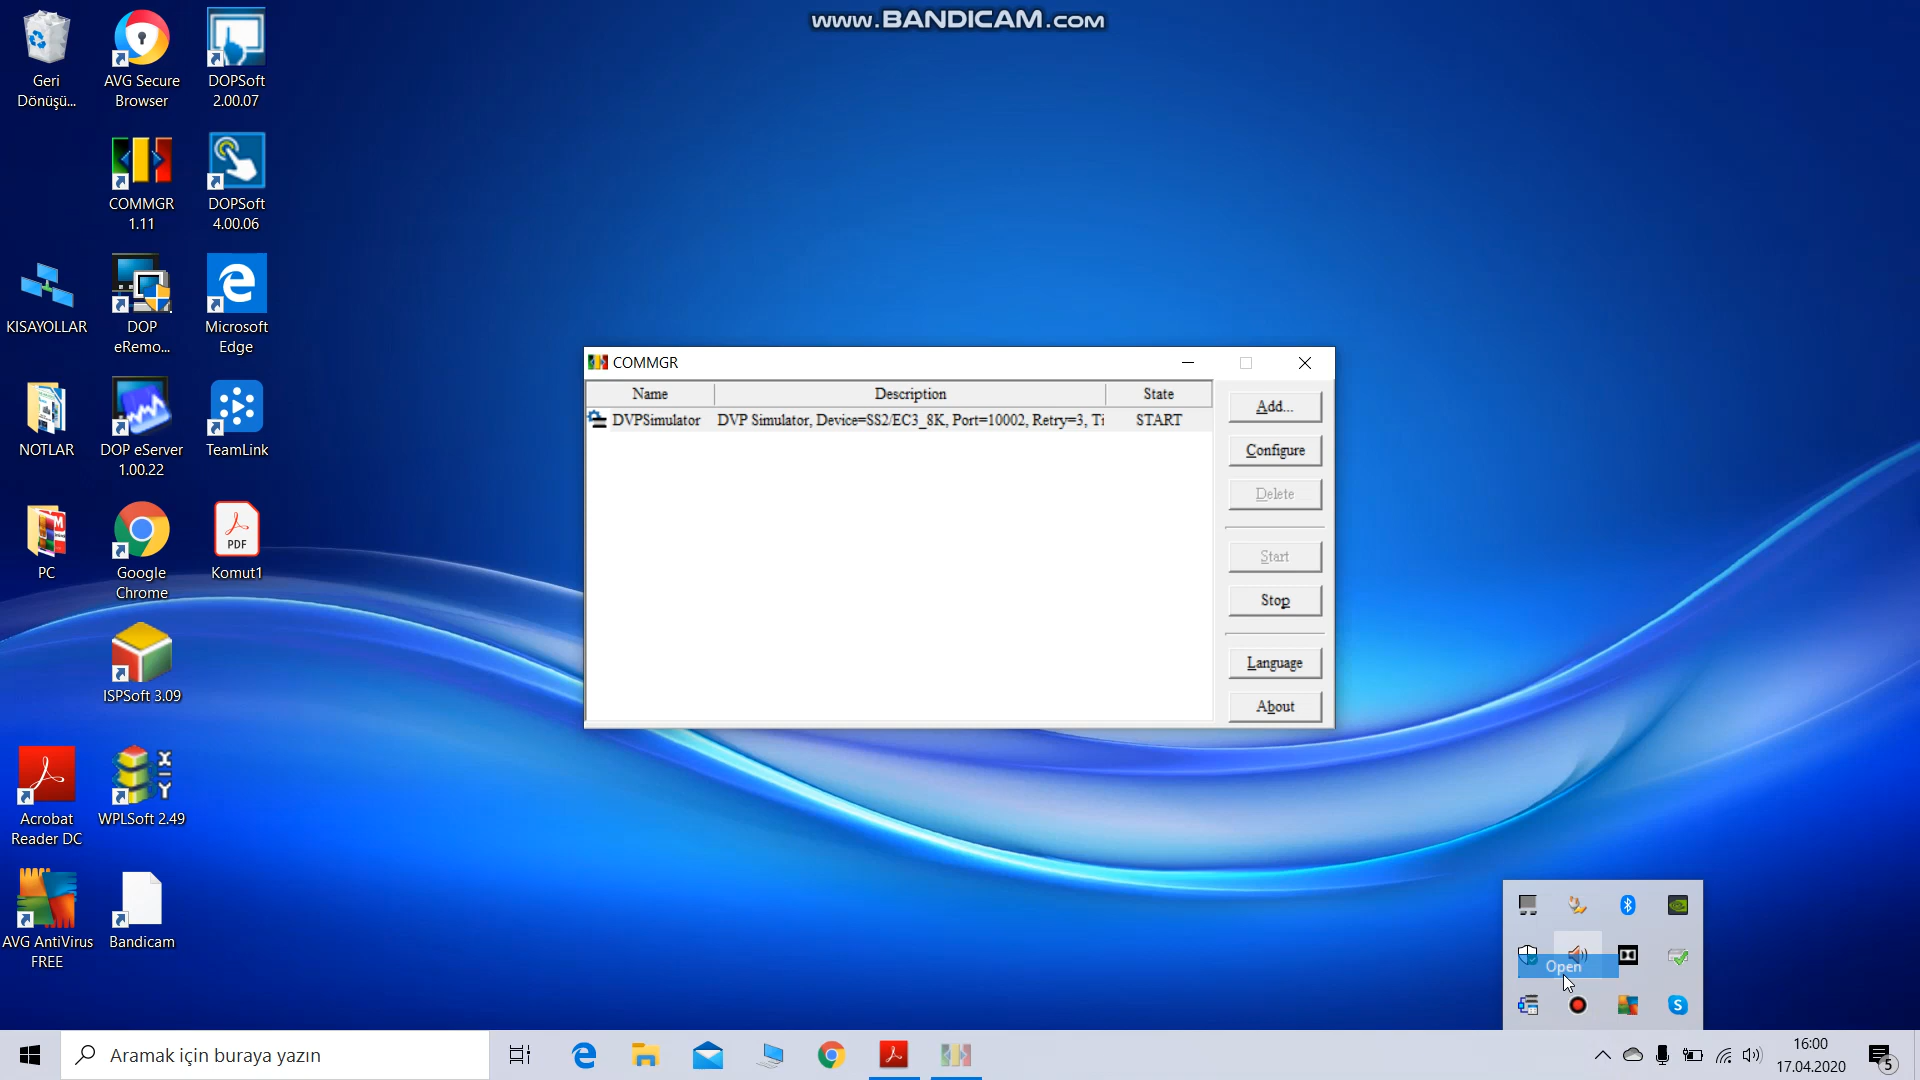 www.BANDICAM.com
Geri
Dönüşü...
AVG Secure
Browser
DOPSoft
2.00.07
COMMGR
1.11
DOPSoft
4.00.06
KISAYOLLAR
DOP
eRemo...
Microsoft
Edge
NOTLAR
DOP eServer
1.00.22
TeamLink
PC
Google
Chrome
PDF
Komut1
ISPSoft 3.09
Acrobat
Reader DC
WPLSoft 2.49
AVG AntiVirus
FREE
Bandicam
COMMGR
Name Description State
DVPSimulator DVP Simulator, Device=SS2/EC3_8K, Port=10002, Retry=3, Ti START
Add...
Configure
Delete
Start
Stop
Language
About
Open
Aramak için buraya yazın
16:00
17.04.2020
5